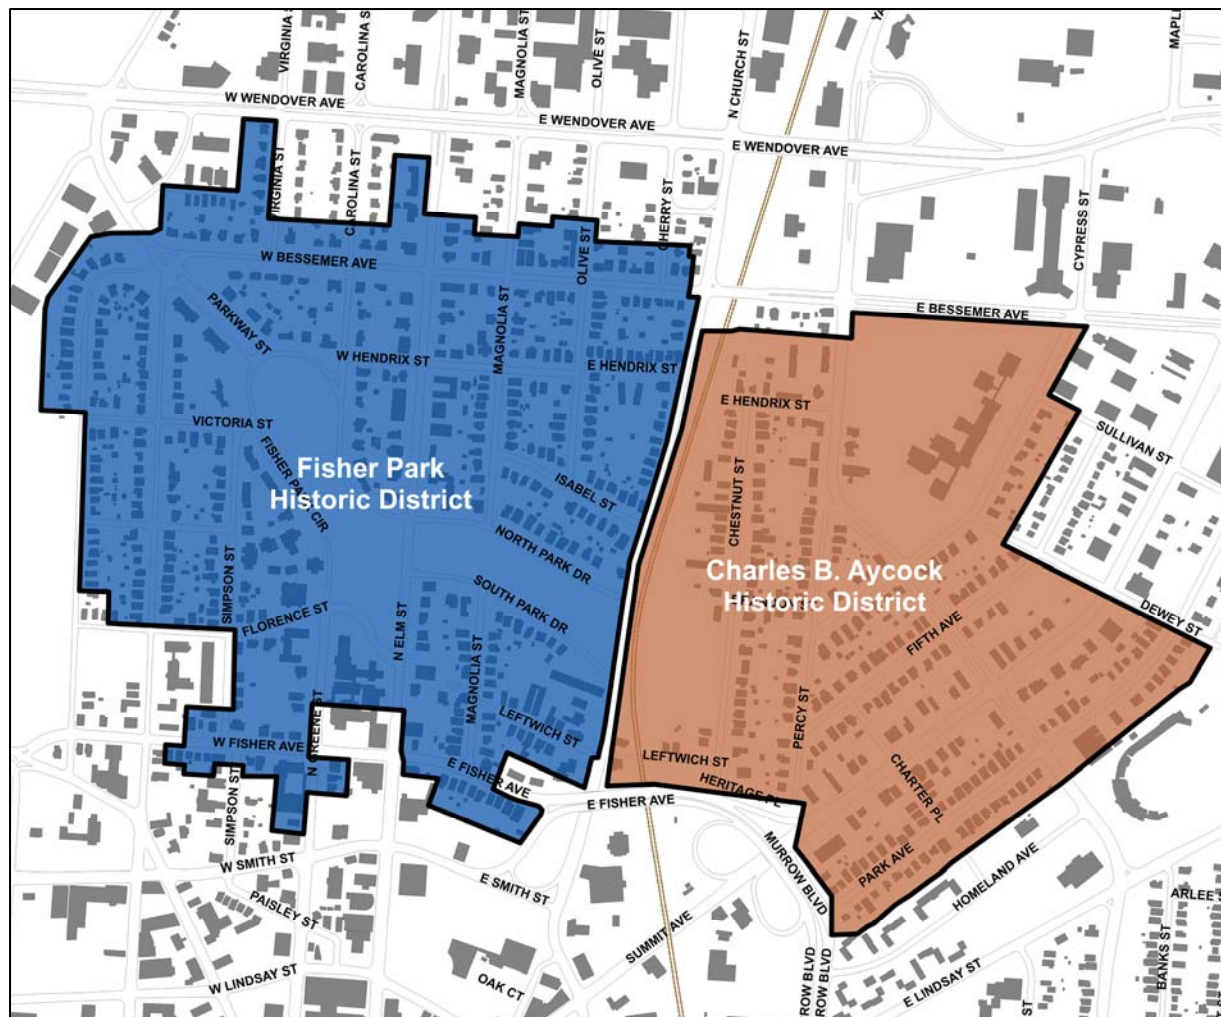 VIRGINIA S
CAROLINA S
MAGNOLIA ST
OLIVE ST
N CHURCH ST
YA
MAPL
W WENDOVER AVE
E WENDOVER AVE
E WENDOVER AVE
VIRGINIA ST
CAROLINA ST
CHERRY ST
CYPRESS ST
W BESSEMER AVE
OLIVE ST
E BESSEMER AVE
PARKWAY ST
MAGNOLIA ST
W HENDRIX ST
E HENDRIX ST
E HENDRIX ST
VICTORIA ST
SULLIVAN ST
Fisher Park
Historic District
FISHER PARK CIR
ISABEL ST
CHESTNUT ST
NORTH PARK DR
SOUTH PARK DR
Charles B. Aycock
Historic District
SIMPSON ST
FLORENCE ST
N ELM ST
MAGNOLIA ST
FIFTH AVE
DEWEY ST
LEFTWICH ST
PERCY ST
W FISHER AVE
N GREENE ST
E FISHER AVE
LEFTWICH ST
HERITAGE PL
CHARTER PL
SIMPSON ST
E FISHER AVE
MURROW BLVD
PARK AVE
HOMELAND AVE
W SMITH ST
E SMITH ST
PAISLEY ST
SUMMIT AVE
ARLEE S
BANKS ST
W LINDSAY ST
OAK CT
ROW BLVD
ROW BLVD
E LINDSAY ST
ST